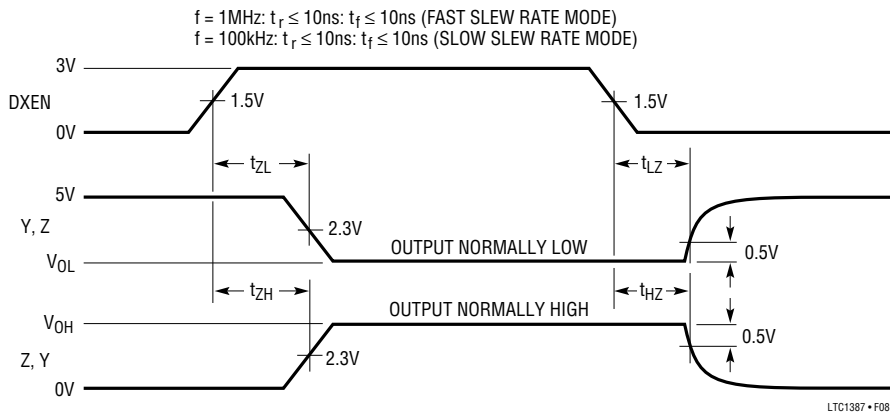 f = 1MHz: tr ≤ 10ns: tf ≤ 10ns (FAST SLEW RATE MODE)
f = 100kHz: tr ≤ 10ns: tf ≤ 10ns (SLOW SLEW RATE MODE)
3V
DXEN
1.5V
1.5V
0V
tZL
tLZ
5V
Y, Z
2.3V
OUTPUT NORMALLY LOW
0.5V
VOL
tZH
tHZ
OUTPUT NORMALLY HIGH
VOH
0.5V
Z, Y
2.3V
0V
LTC1387 • F08